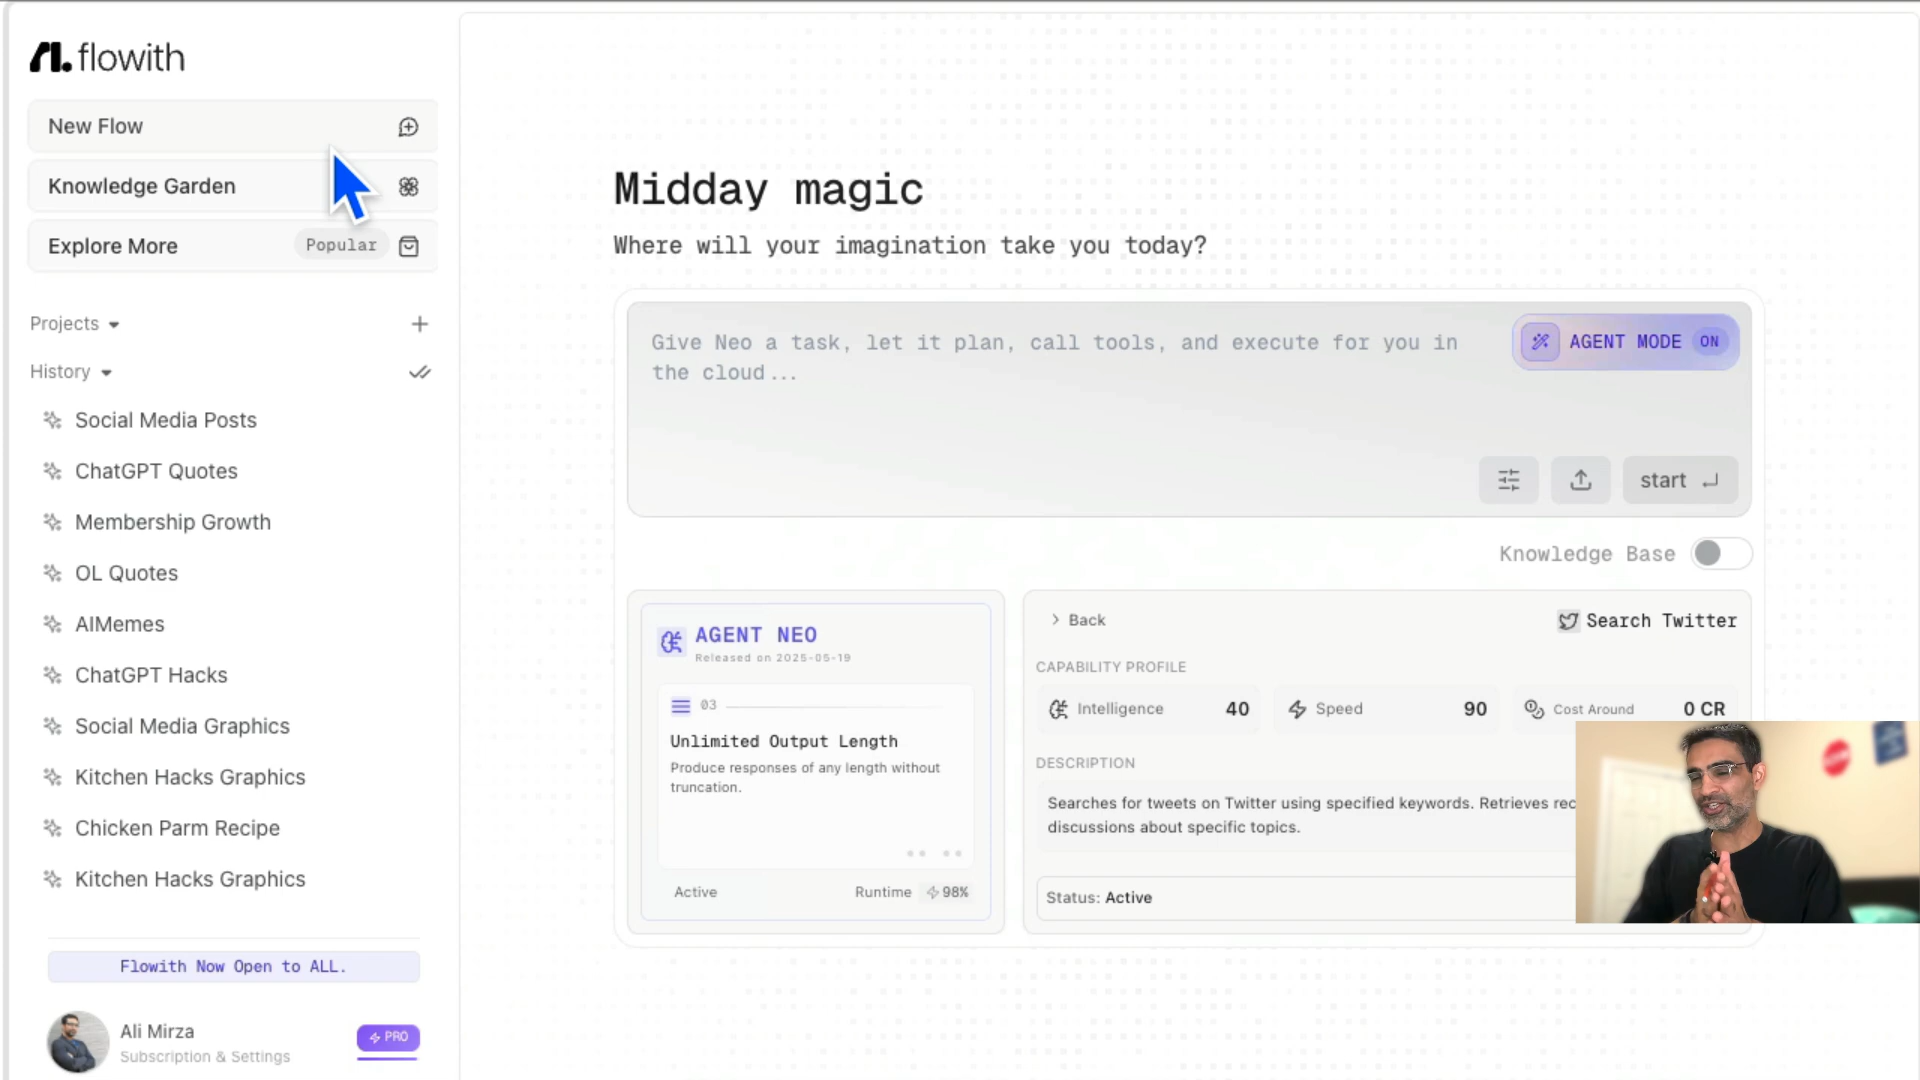 flowith
New Flow
Knowledge Garden
Explore More
Popular
Projects
History
Social Media Posts
ChatGPT Quotes
Membership Growth
OL Quotes
AIMemes
ChatGPT Hacks
Social Media Graphics
Kitchen Hacks Graphics
Chicken Parm Recipe
Kitchen Hacks Graphics
Flowith Now Open to ALL.
Ali Mirza
Subscription & Settings
PRO
Midday magic
Where will your imagination take you today?
Give Neo a task, let it plan, call tools, and execute for you in
the cloud...
AGENT MODE ON
start
Knowledge Base
AGENT NEO
Released on 2025-05-19
03
Unlimited Output Length
Produce responses of any length without
truncation.
Active
Runtime 98%
Back
Search Twitter
CAPABILITY PROFILE
Intelligence 40
Speed 90
Cost Around 0 CR
DESCRIPTION
Searches for tweets on Twitter using specified keywords. Retrieves
discussions about specific topics.
Status: Active